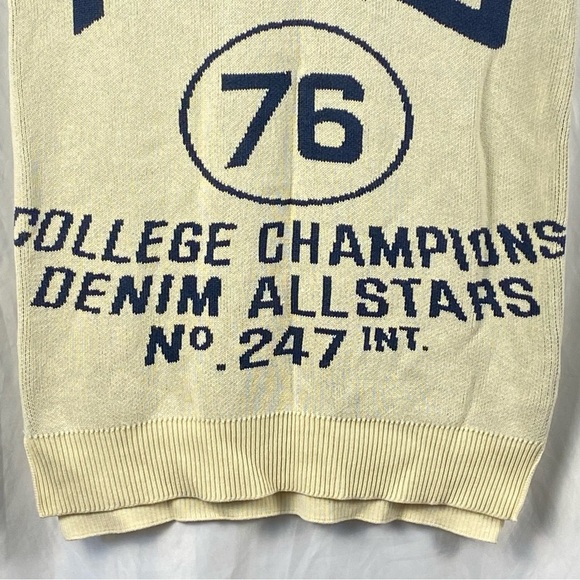 76
COLLEGE CHAMPIONS
DENIM ALLSTARS
No. 247 INT.